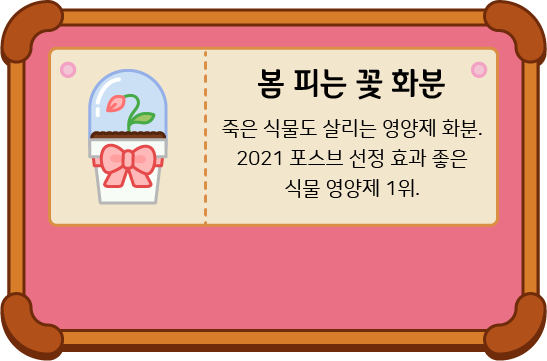 봄 피는 꽃 화분
죽은 식물도 살리는 영양제 화분.
2021 포스브 선정 효과 좋은
식물 영양제 1위.